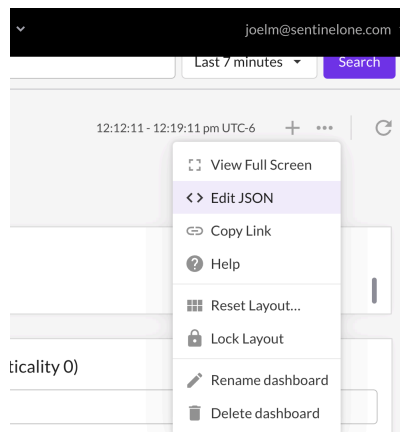 joelm@sentinelone.com
Last 7 minutes
Search
12:12:11 - 12:19:11 pm UTC-6
View Full Screen
Edit JSON
Copy Link
Help
Reset Layout...
Lock Layout
ticality 0)
Rename dashboard
Delete dashboard